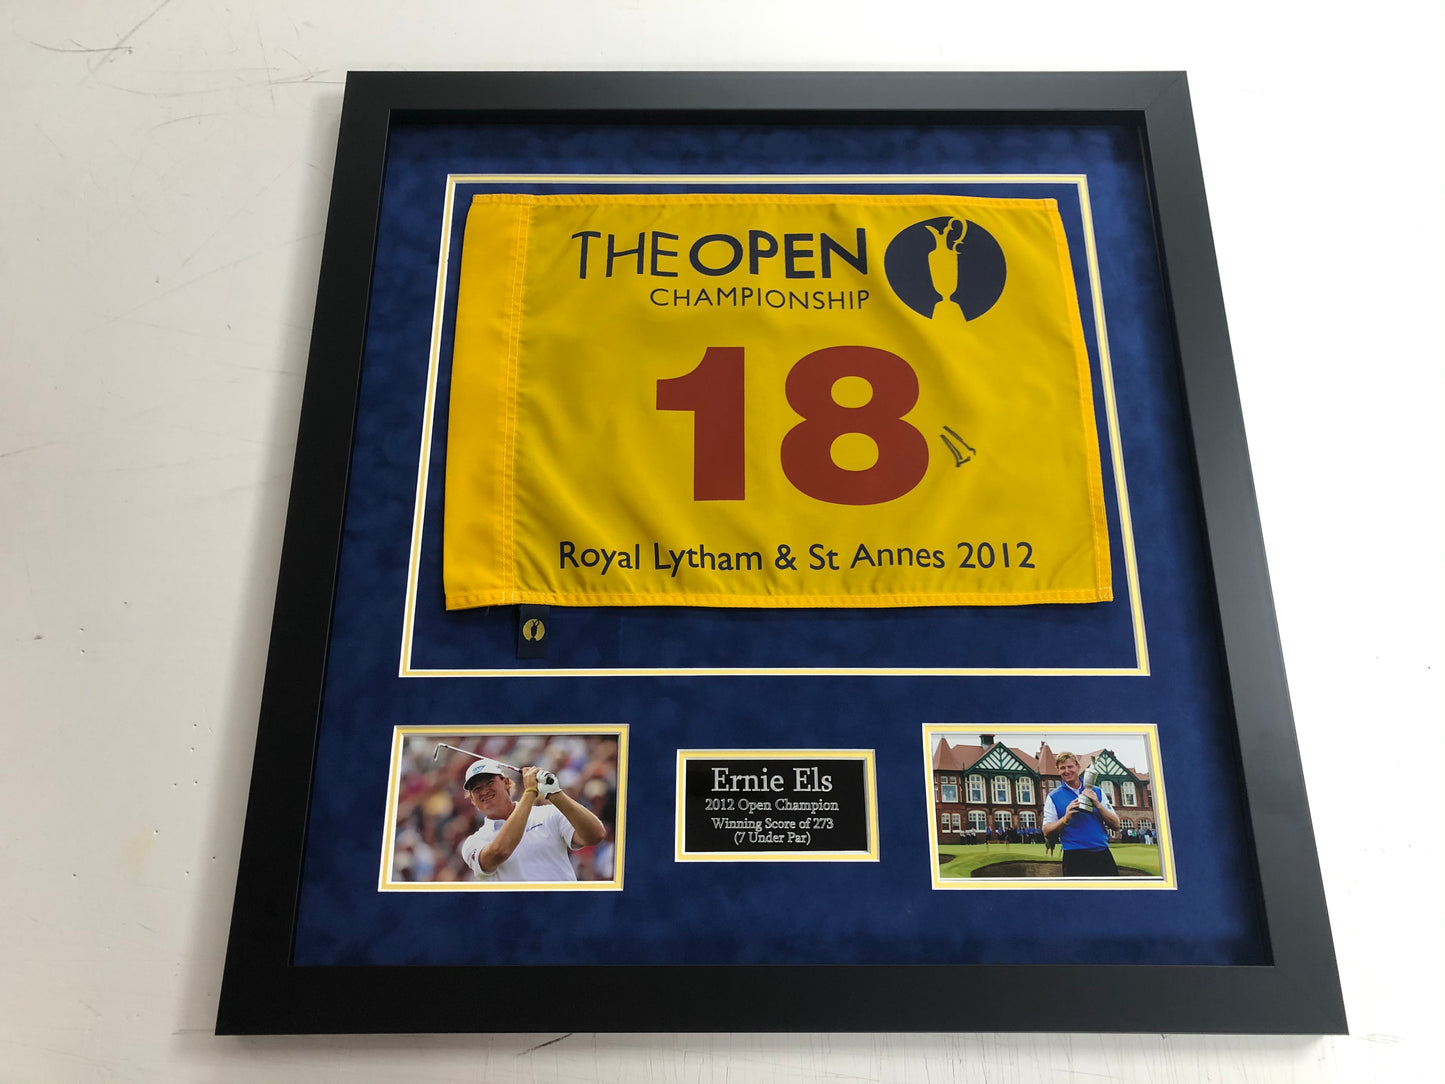 THE OPEN
CHAMPIONSHIP
18
Royal Lytham & St Annes 2012
Ernie Els
2012 Open Champion
Winning Score of 273
(7 Under Par)